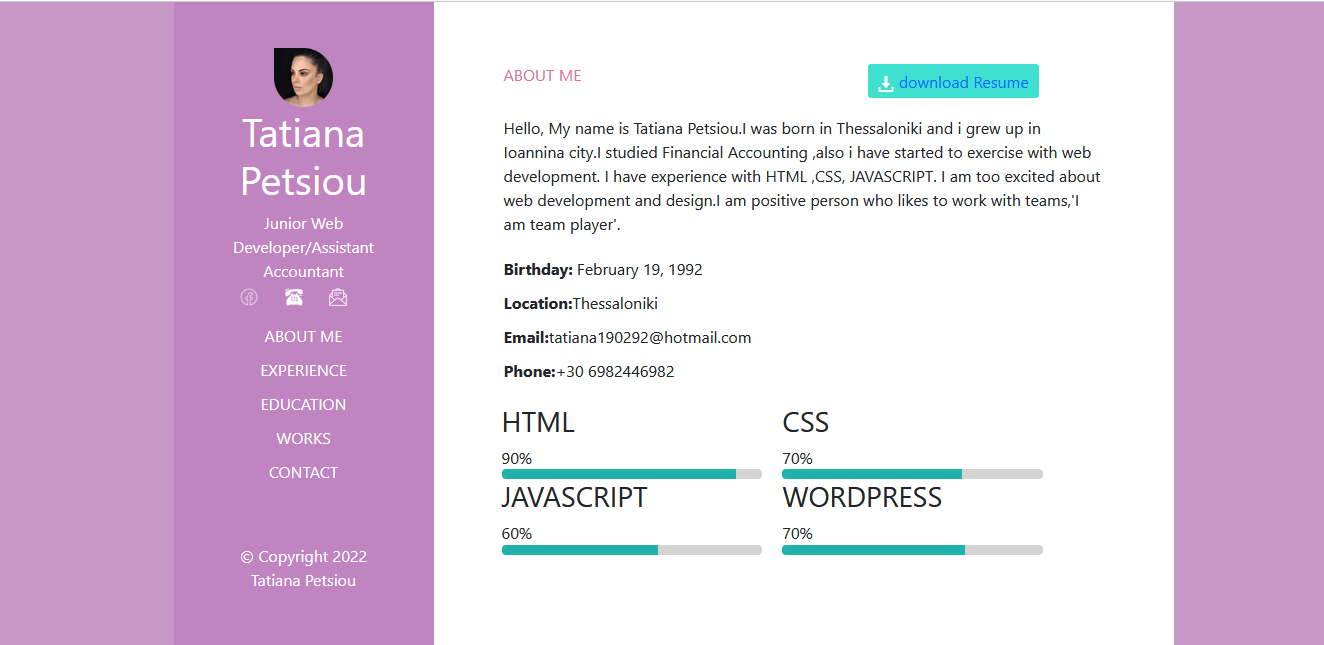 Tatiana
Petsiou
Junior Web
Developer/Assistant
Accountant
ABOUT ME
EXPERIENCE
EDUCATION
WORKS
CONTACT
© Copyright 2022
Tatiana Petsiou
ABOUT ME
download Resume
Hello, My name is Tatiana Petsiou.I was born in Thessaloniki and i grew up in
Ioannina city.I studied Financial Accounting ,also i have started to exercise with web
development. I have experience with HTML ,CSS, JAVASCRIPT. I am too excited about
web development and design.I am positive person who likes to work with teams,'I
am team player'.
Birthday: February 19, 1992
Location:Thessaloniki
Email:tatiana190292@hotmail.com
Phone:+30 6982446982
HTML
90%
CSS
70%
JAVASCRIPT
60%
WORDPRESS
70%